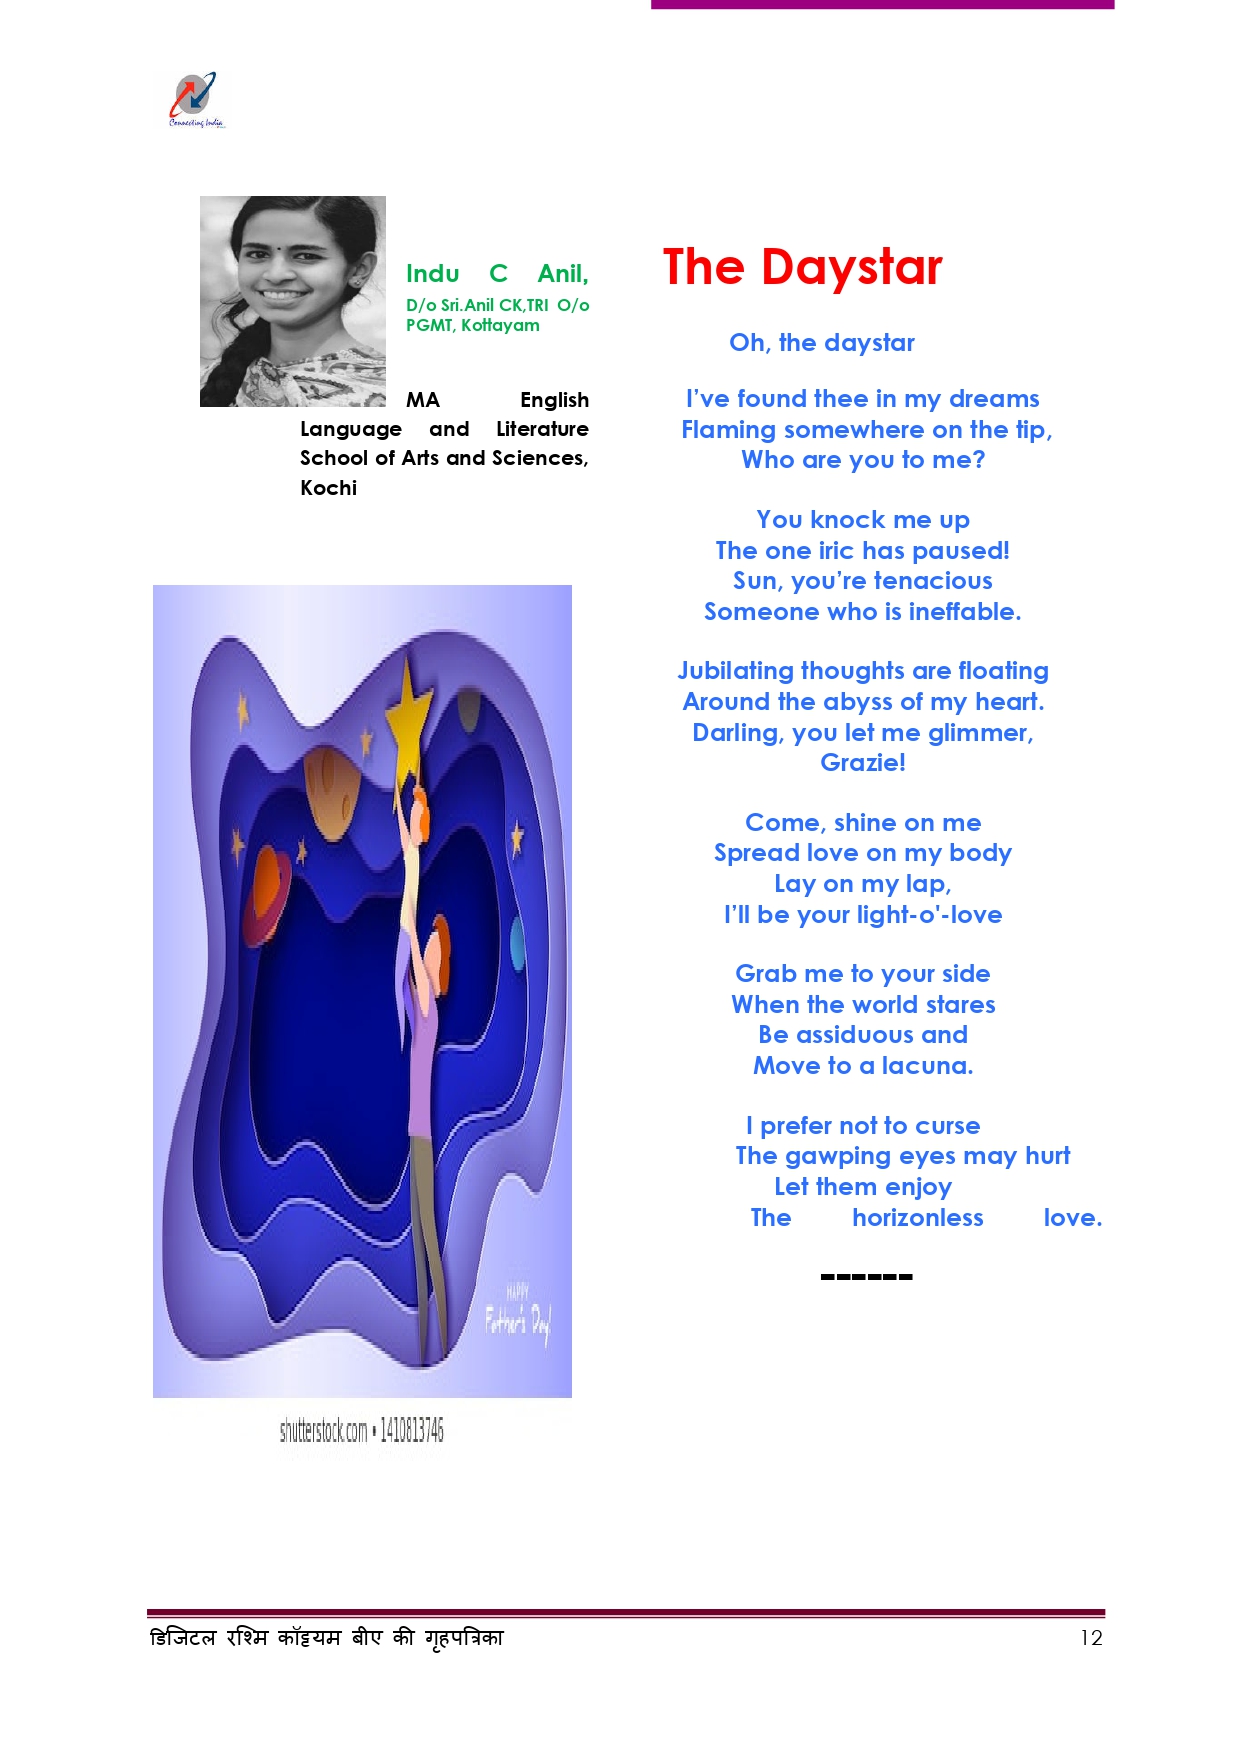 Connecting India
Indu C Anil,
D/o Sri.Anil CK,TRI O/o
PGMT, Kottayam
MA English
Language and Literature
School of Arts and Sciences,
Kochi
HAPPY
Father's Day!
shutterstock.com • 1410813746
The Daystar
Oh, the daystar
I’ve found thee in my dreams
Flaming somewhere on the tip,
Who are you to me?
You knock me up
The one iric has paused!
Sun, you’re tenacious
Someone who is ineffable.
Jubilating thoughts are floating
Around the abyss of my heart.
Darling, you let me glimmer,
Grazie!
Come, shine on me
Spread love on my body
Lay on my lap,
I’ll be your light-o'-love
Grab me to your side
When the world stares
Be assiduous and
Move to a lacuna.
I prefer not to curse
The gawping eyes may hurt
Let them enjoy
The horizonless love.
------
डिजिटल रश्मि कॉट्टयम बीए की गृहपत्रिका 12